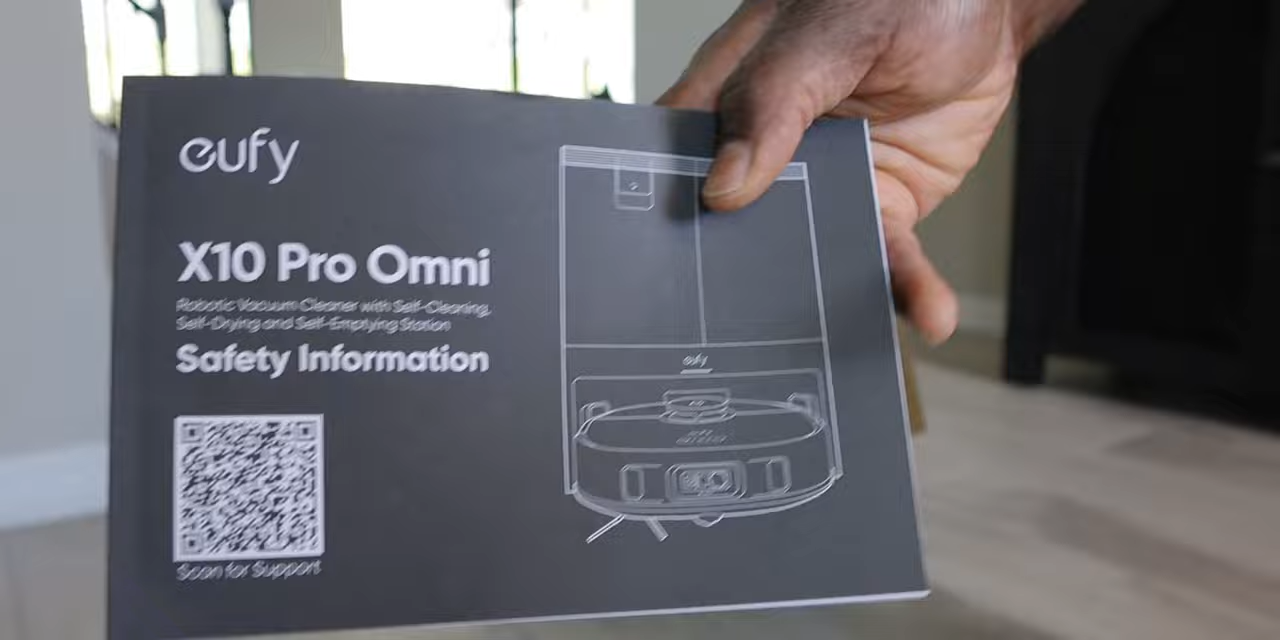 eufy
X10 Pro Omni
Robotic Vacuum Cleaner with Self-Cleaning,
Self-Drying and Self-Emptying Station
Safety Information
Scan for Support
eufy